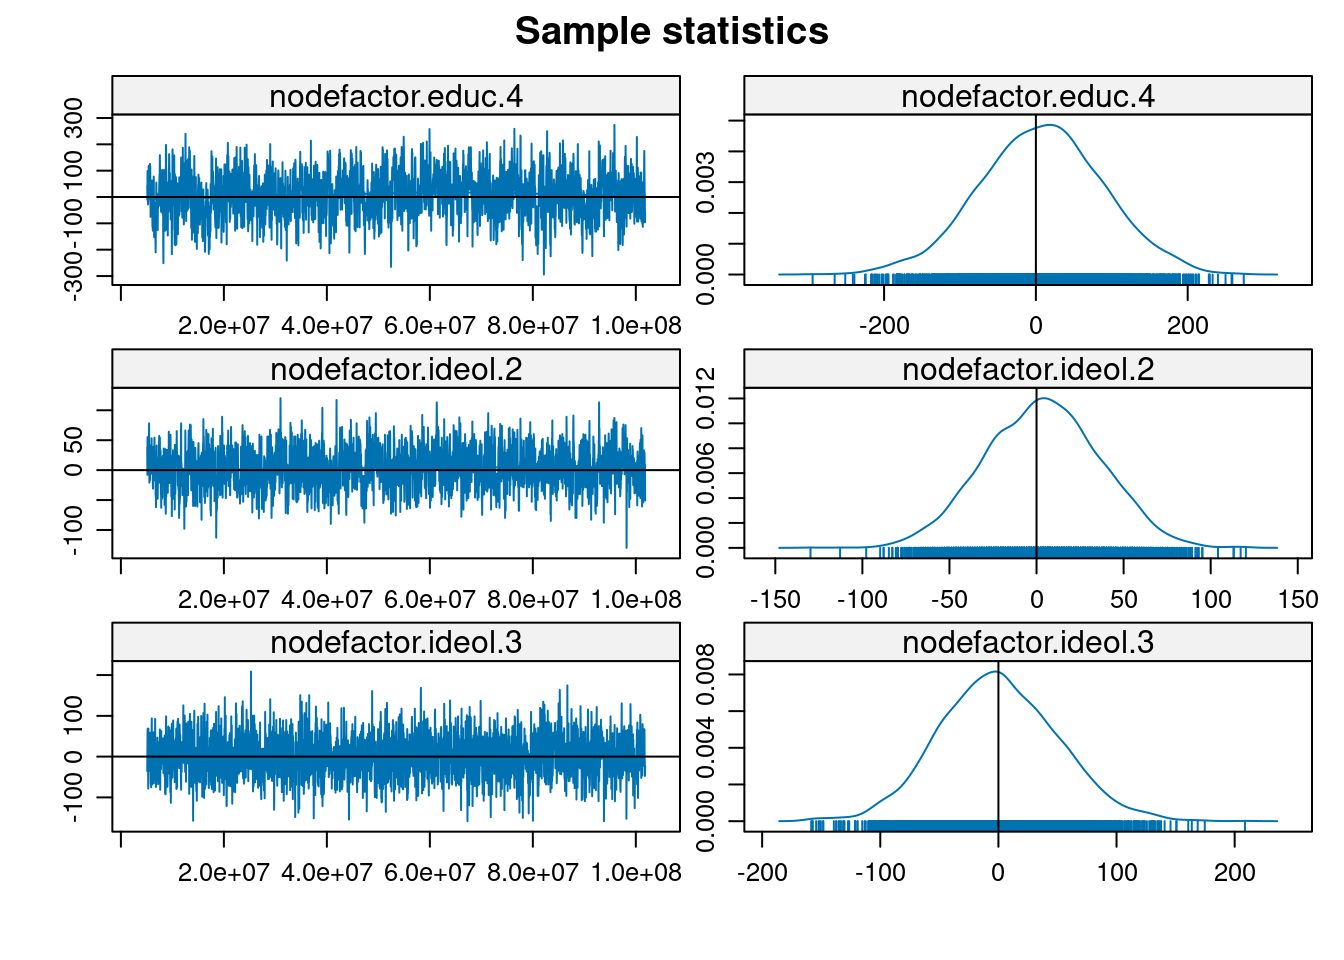 Sample statistics
nodefactor.educ.4 nodefactor.educ.4
300
100
-100
-300
2.0e+07 4.0e+07 6.0e+07 8.0e+07 1.0e+08
0.003
0.000
-200 0 200
nodefactor.ideol.2 nodefactor.ideol.2
50
0
-100
2.0e+07 4.0e+07 6.0e+07 8.0e+07 1.0e+08
0.012
0.006
0.000
-150 -100 -50 0 50 100 150
nodefactor.ideol.3 nodefactor.ideol.3
100
0
-100
2.0e+07 4.0e+07 6.0e+07 8.0e+07 1.0e+08
0.008
0.004
0.000
-200 -100 0 100 200